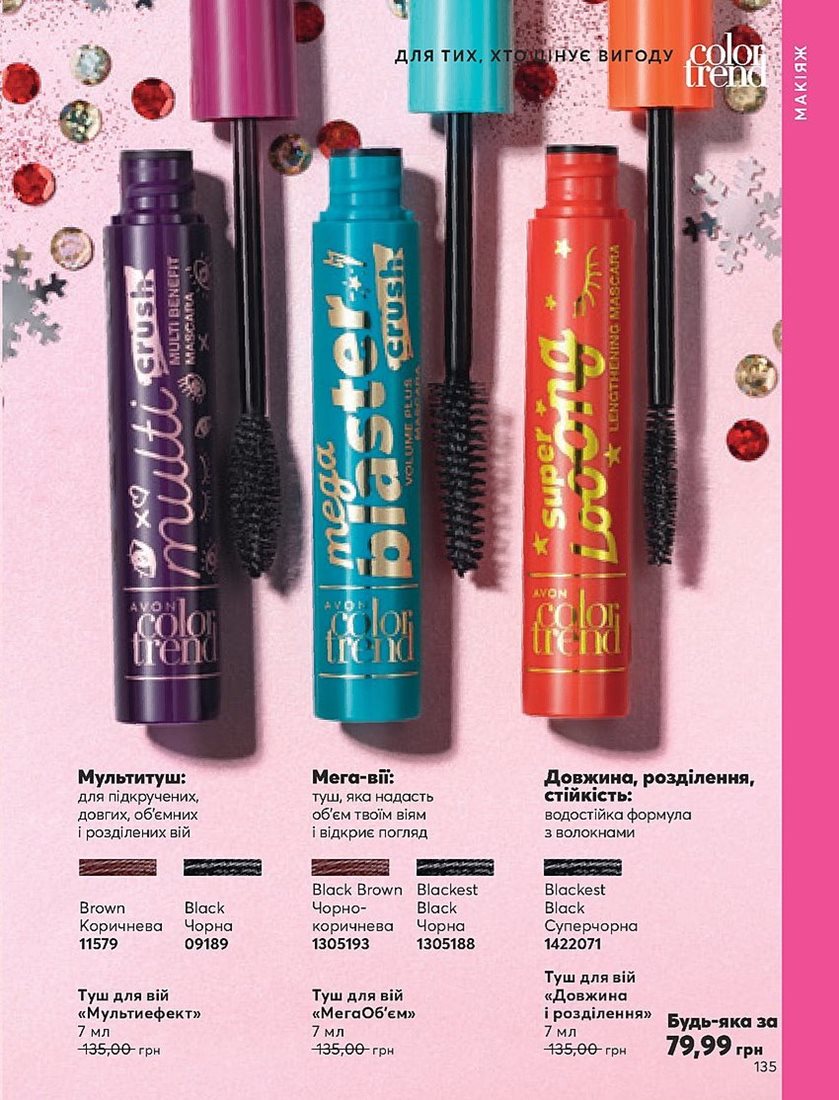 ДЛЯ ТИХ, ХТО ЦІНУЄ ВИГОДУ
color
trend
МАКІЯЖ
multi
crush
MULTI BENEFIT
MASCARA
AVON
color
trend
mega
blaster
crush
VOLUME PLUS
MASCARA
AVON
color
trend
super
Looong
LENGTHENING MASCARA
AVON
color
trend
Мультитуш:
для підкручених,
довгих, об'ємних
і розділених вій
Brown
Коричнева
11579
Black
Чорна
09189
Туш для вій
«Мультиефект»
7 мл
135,00 грн
Мега-вії:
туш, яка надасть
об'єм твоїм віям
і відкриє погляд
Black Brown
Чорно-
коричнева
1305193
Blackest
Black
Чорна
1305188
Туш для вій
«МегаОб'єм»
7 мл
135,00 грн
Довжина, розділення,
стійкість:
водостійка формула
з волокнами
Blackest
Black
Суперчорна
1422071
Туш для вій
«Довжина
і розділення»
7 мл
135,00 грн
Будь-яка за
79,99 грн
135